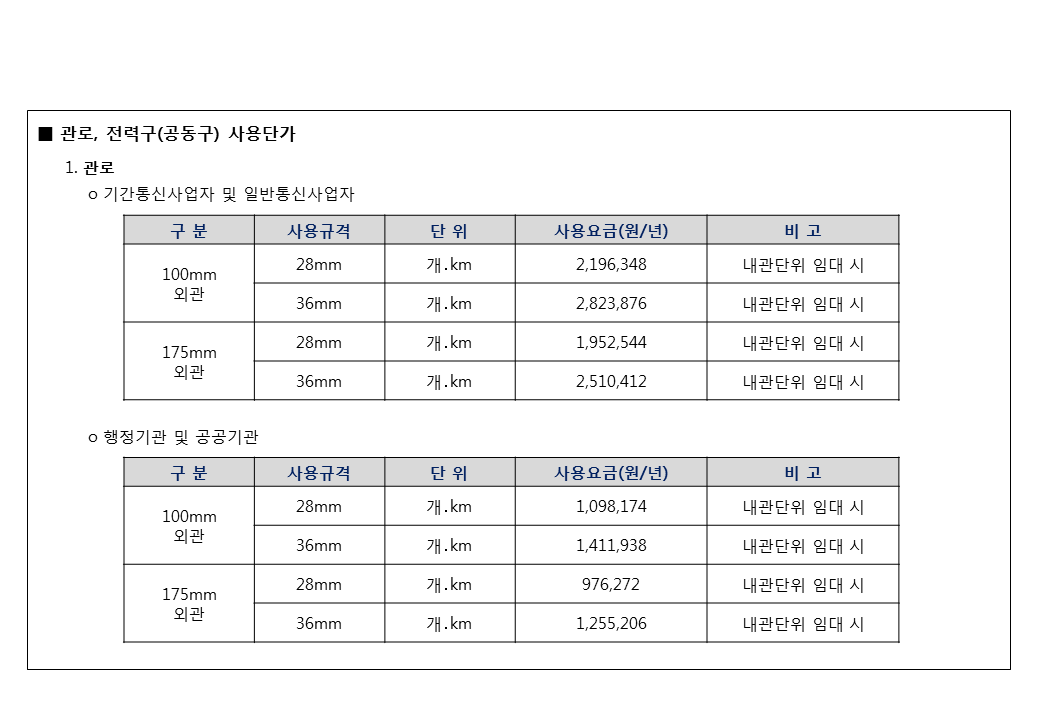 ■ 관로, 전력구(공동구) 사용단가
1. 관로
ο 기간통신사업자 및 일반통신사업자
구 분 사용규격 단 위 사용요금(원/년) 비 고
100mm 외관 28mm 개.km 2,196,348 내관단위 임대 시
36mm 개.km 2,823,876 내관단위 임대 시
175mm 외관 28mm 개.km 1,952,544 내관단위 임대 시
36mm 개.km 2,510,412 내관단위 임대 시
ο 행정기관 및 공공기관
구 분 사용규격 단 위 사용요금(원/년) 비 고
100mm 외관 28mm 개.km 1,098,174 내관단위 임대 시
36mm 개.km 1,411,938 내관단위 임대 시
175mm 외관 28mm 개.km 976,272 내관단위 임대 시
36mm 개.km 1,255,206 내관단위 임대 시